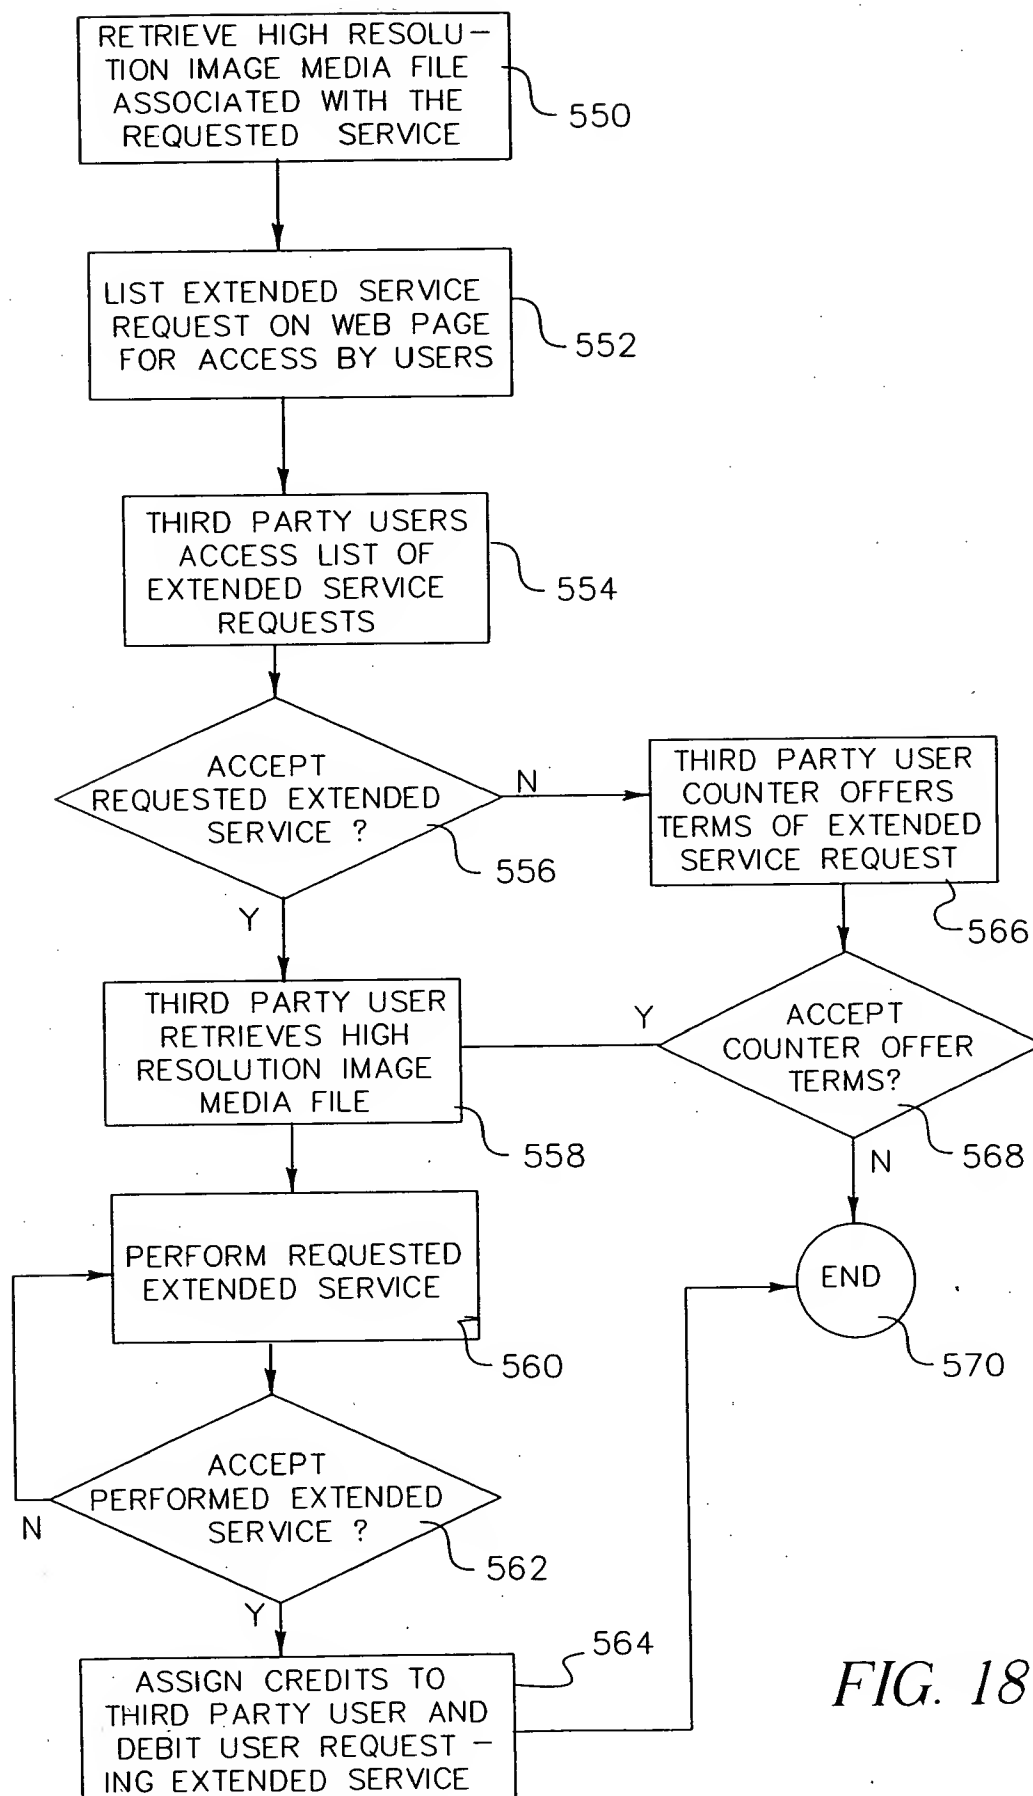 RETRIEVE HIGH RESOLU-
TION IMAGE MEDIA FILE
ASSOCIATED WITH THE
REQUESTED SERVICE
550
LIST EXTENDED SERVICE
REQUEST ON WEB PAGE
FOR ACCESS BY USERS
552
THIRD PARTY USERS
ACCESS LIST OF
EXTENDED SERVICE
REQUESTS
554
ACCEPT
REQUESTED EXTENDED
SERVICE ?
556
N
Y
THIRD PARTY USER
COUNTER OFFERS
TERMS OF EXTENDED
SERVICE REQUEST
566
ACCEPT
COUNTER OFFER
TERMS?
568
Y
N
THIRD PARTY USER
RETRIEVES HIGH
RESOLUTION IMAGE
MEDIA FILE
558
PERFORM REQUESTED
EXTENDED SERVICE
560
END
570
ACCEPT
PERFORMED EXTENDED
SERVICE ?
562
N
Y
ASSIGN CREDITS TO
THIRD PARTY USER AND
DEBIT USER REQUEST -
ING EXTENDED SERVICE
564
FIG. 18